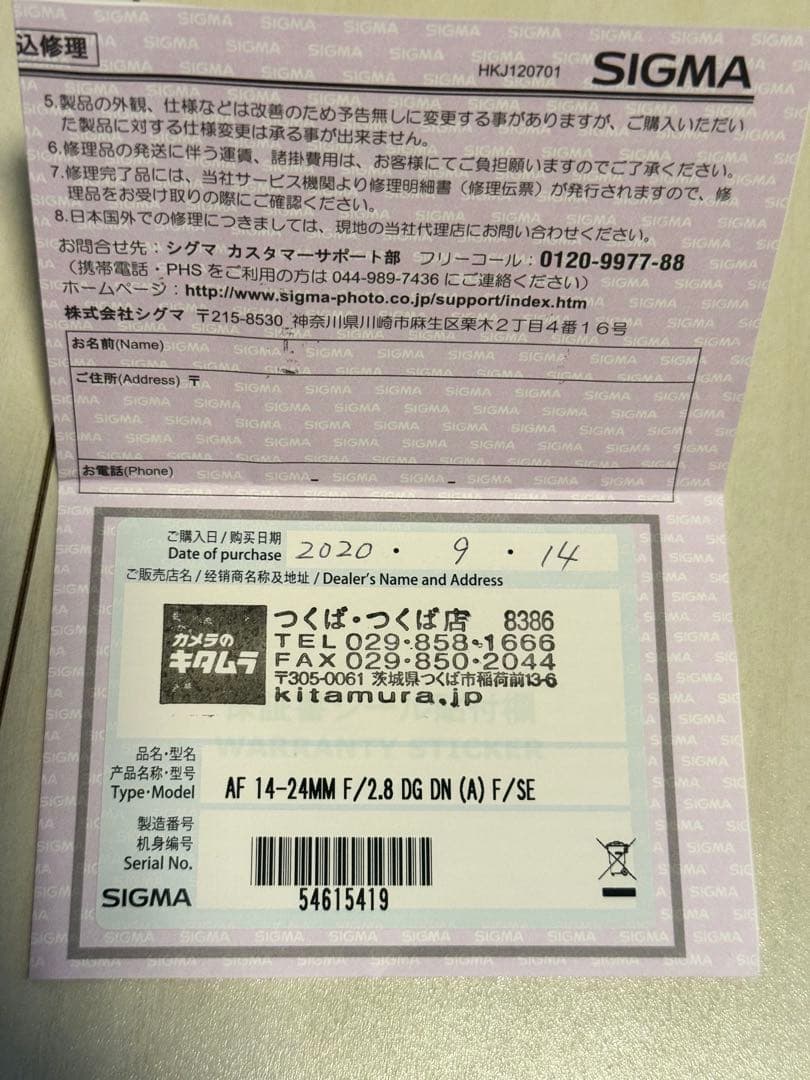 込修理
HKJ120701
SIGMA
5.製品の外観、仕様などは改善のため予告無しに変更する事がありますが、ご購入いただい
た製品に対する仕様変更は承る事が出来ません。
6.修理品の発送に伴う運賃、諸掛費用は、お客様にてご負担願いますのでご了承ください。
7.修理完了品には、当社サービス機関より修理明細書（修理伝票）が発行されますので、修
理品をお受け取りの際にご確認ください。
8.日本国外での修理につきましては、現地の当社代理店にお問い合わせください。
お問合せ先：シグマ カスタマーサポート部 フリーコール：0120-9977-88
（携帯電話・PHS をご利用の方は 044-989-7436 にご連絡ください）
ホームページ：http://www.sigma-photo.co.jp/support/index.htm
株式会社シグマ 〒215-8530 神奈川県川崎市麻生区栗木２丁目４番１６号
お名前(Name)
ご住所(Address) 〒
お電話(Phone)
ご購入日 / 购买日期
Date of purchase 2020・9・14
ご販売店名 / 经销商名称及地址 / Dealer's Name and Address
カメラの
キタムラ
つくば・つくば店 8386
TEL 029・858・1666
FAX 029・850・2044
〒305-0061 茨城県つくば市稲荷前13-6
kitamura.jp
WARRANTY STICKER
品名・型名
产品名称・型号
Type・Model
AF 14-24MM F/2.8 DG DN (A) F/SE
製造番号
机身编号
Serial No.
SIGMA
54615419